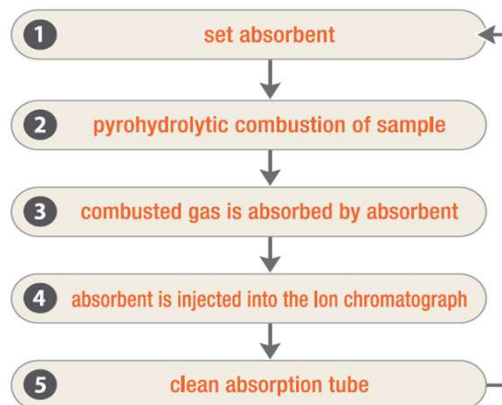 1 set absorbent
2 pyrohydrolytic combustion of sample
3 combusted gas is absorbed by absorbent
4 absorbent is injected into the Ion chromatograph
5 clean absorption tube